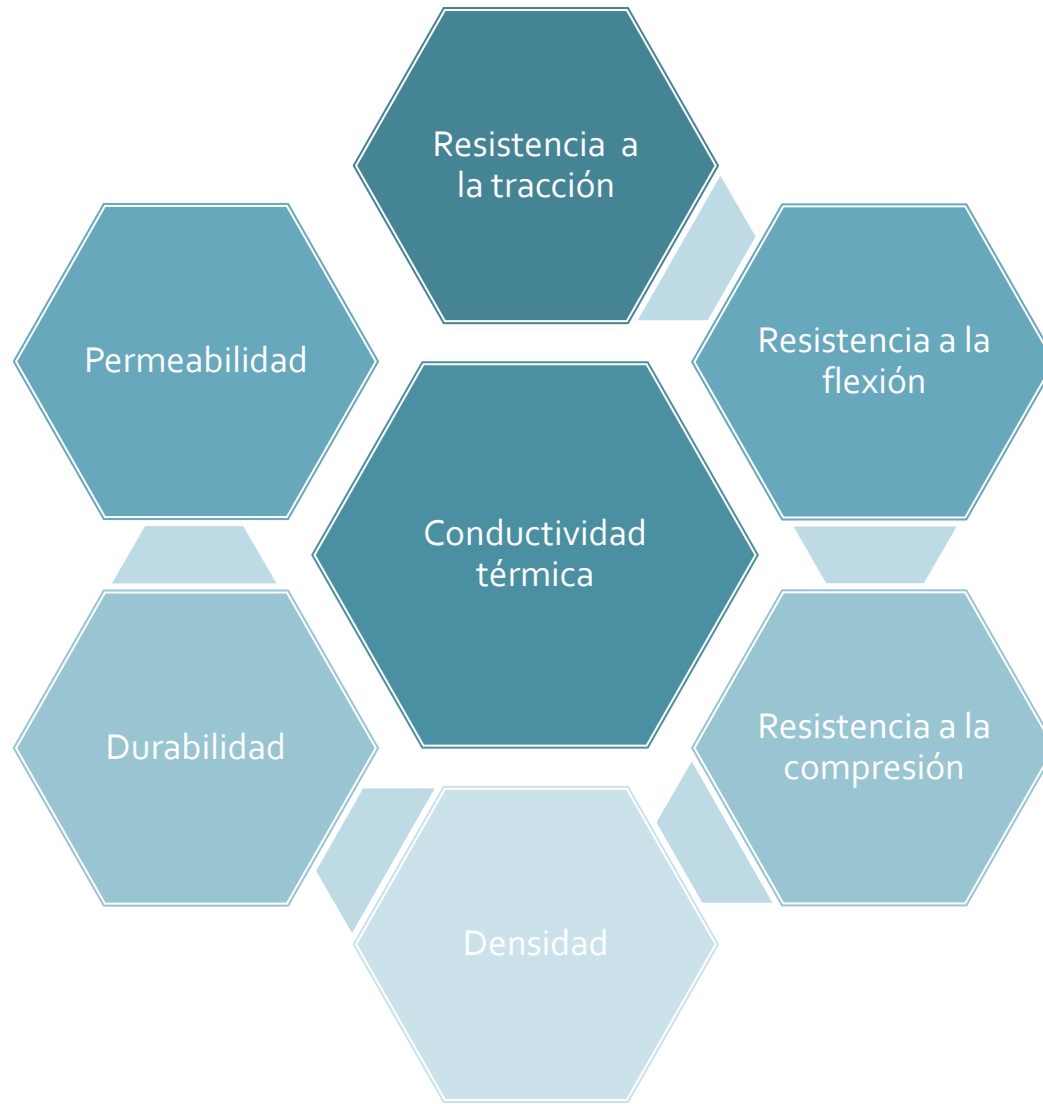 Resistencia a
la tracción
Permeabilidad
Resistencia a la
flexión
Conductividad
térmica
Durabilidad
Resistencia a la
compresión
Densidad